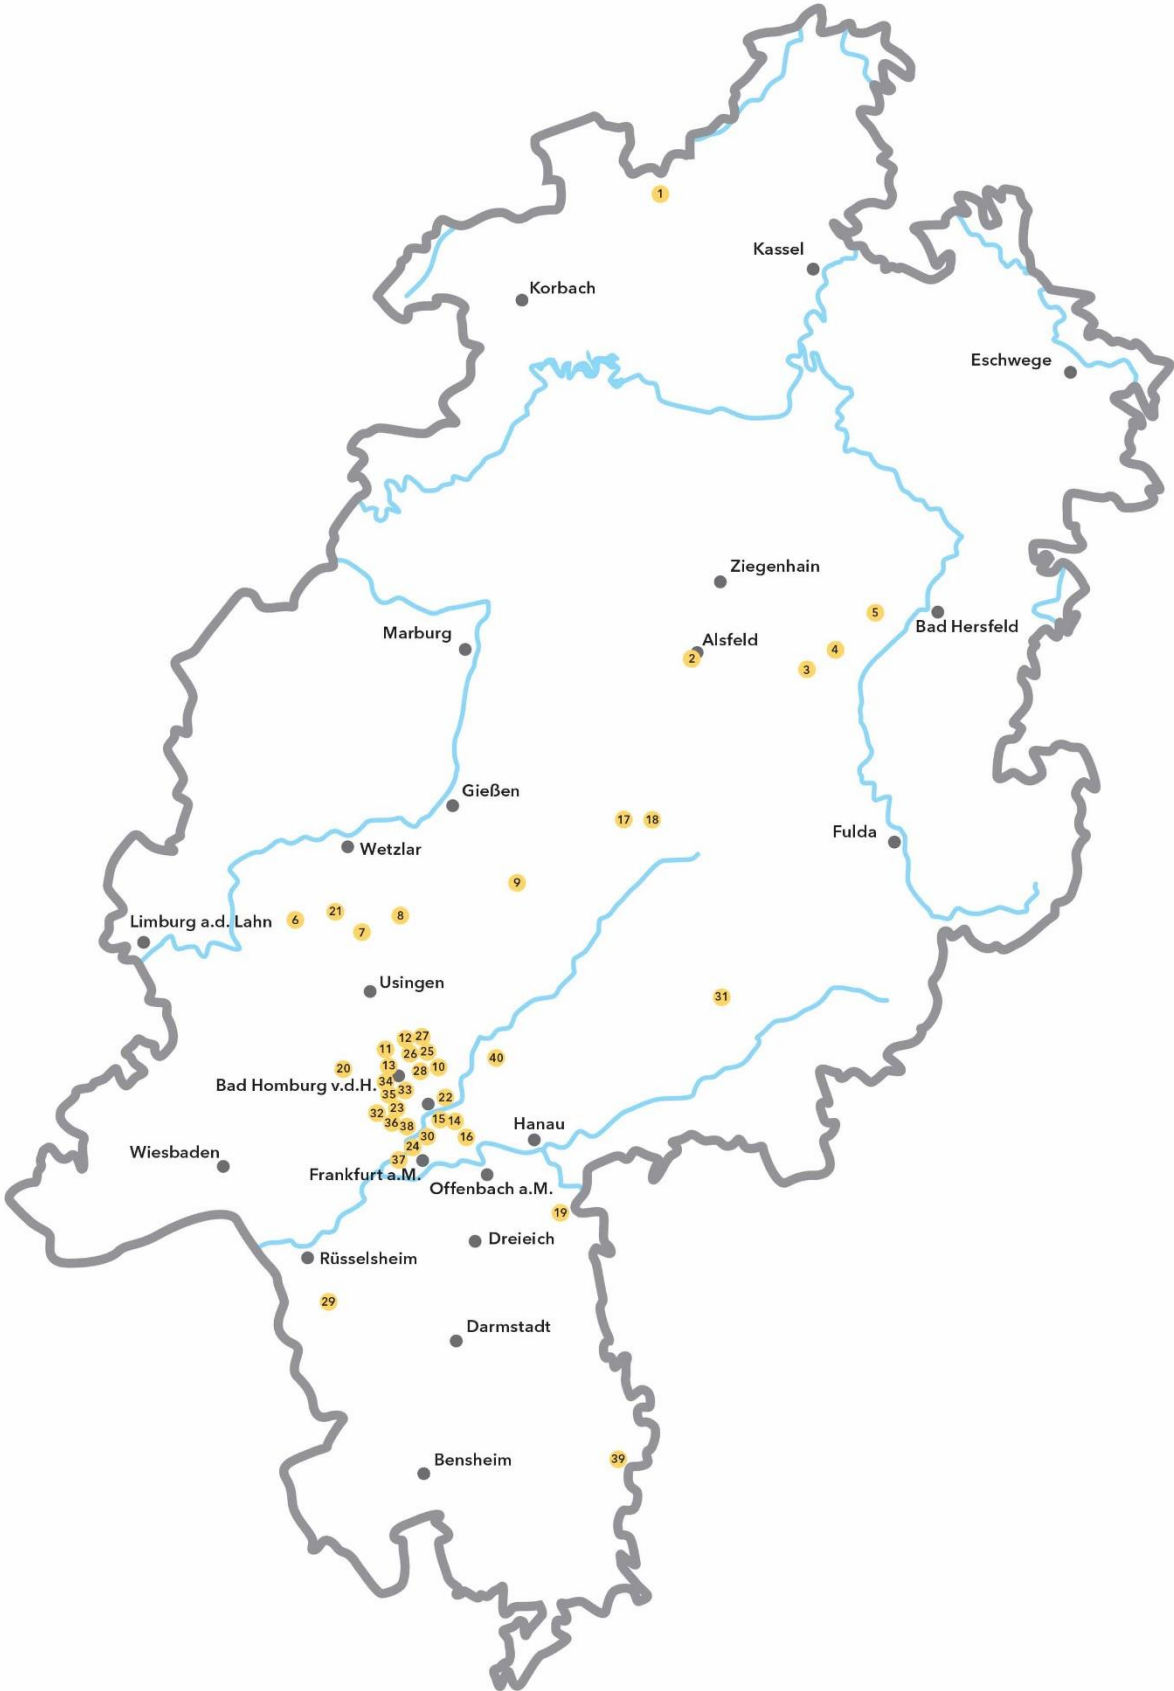 1
Kassel
Korbach
Eschwege
Ziegenhain
5
Bad Hersfeld
Marburg
Alsfeld
2
4
3
Gießen
17
18
Fulda
Wetzlar
9
21
8
6
Limburg a.d. Lahn
7
Usingen
31
12
27
11
26
25
40
20
13
28
10
34
Bad Homburg v.d.H.
35
33
22
32
23
15
14
36
38
Hanau
30
16
24
Wiesbaden
37
Frankfurt a.M.
Offenbach a.M.
19
Dreieich
Rüsselsheim
29
Darmstadt
39
Bensheim